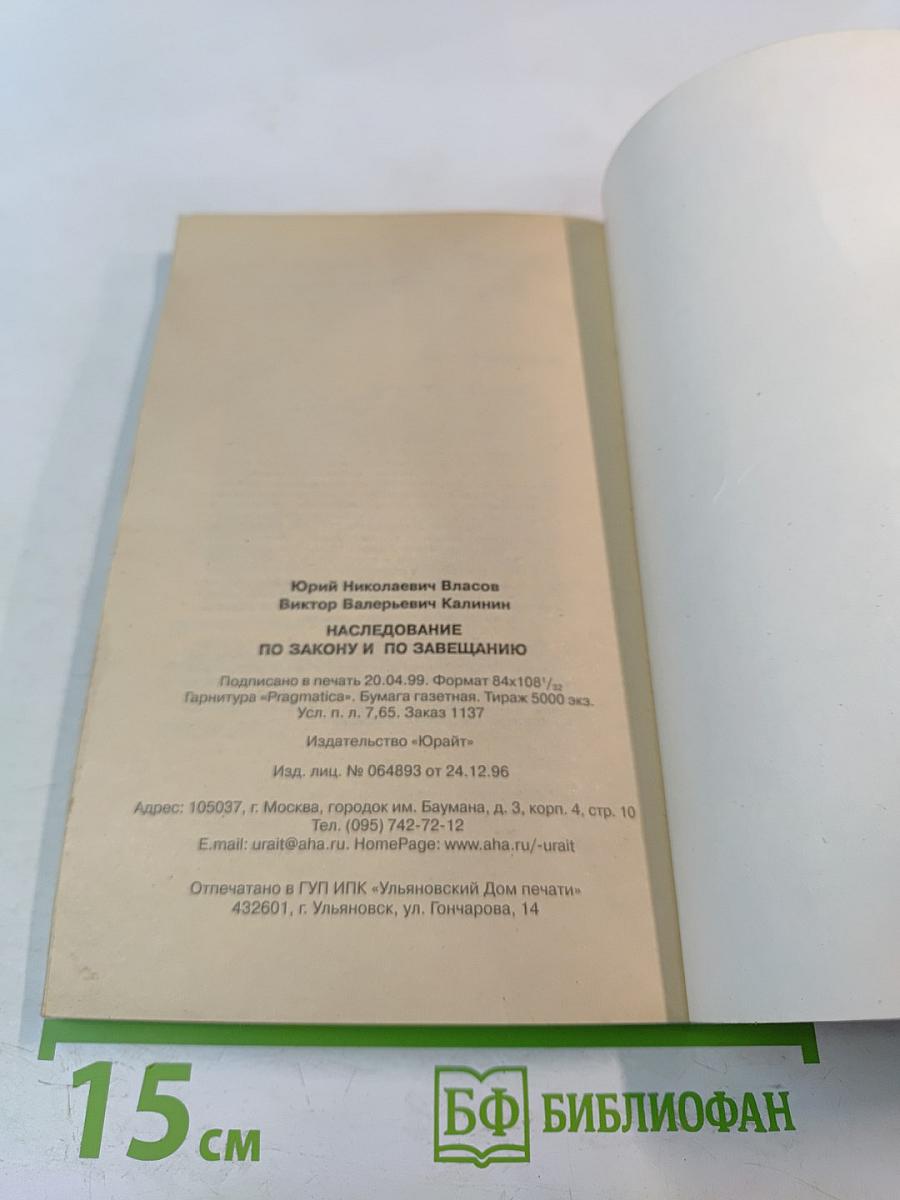 Юрий Николаевич Власов
Виктор Валерьевич Калинин
НАСЛЕДОВАНИЕ
ПО ЗАКОНУ И ПО ЗАВЕЩАНИЮ
Подписано в печать 20.04.99. Формат 84х108¹/₃₂
Гарнитура «Pragmatica». Бумага газетная. Тираж 5000 экз.
Усл. п. л. 7,65. Заказ 1137
Издательство «Юрайт»
Изд. лиц. № 064893 от 24.12.96
Адрес: 105037, г. Москва, городок им. Баумана, д. 3, корп. 4, стр. 10
Тел. (095) 742-72-12
E.mail: urait@aha.ru. HomePage: www.aha.ru/-urait
Отпечатано в ГУП ИПК «Ульяновский Дом печати»
432601, г. Ульяновск, ул. Гончарова, 14
15 см
БФ БИБЛИОФАН